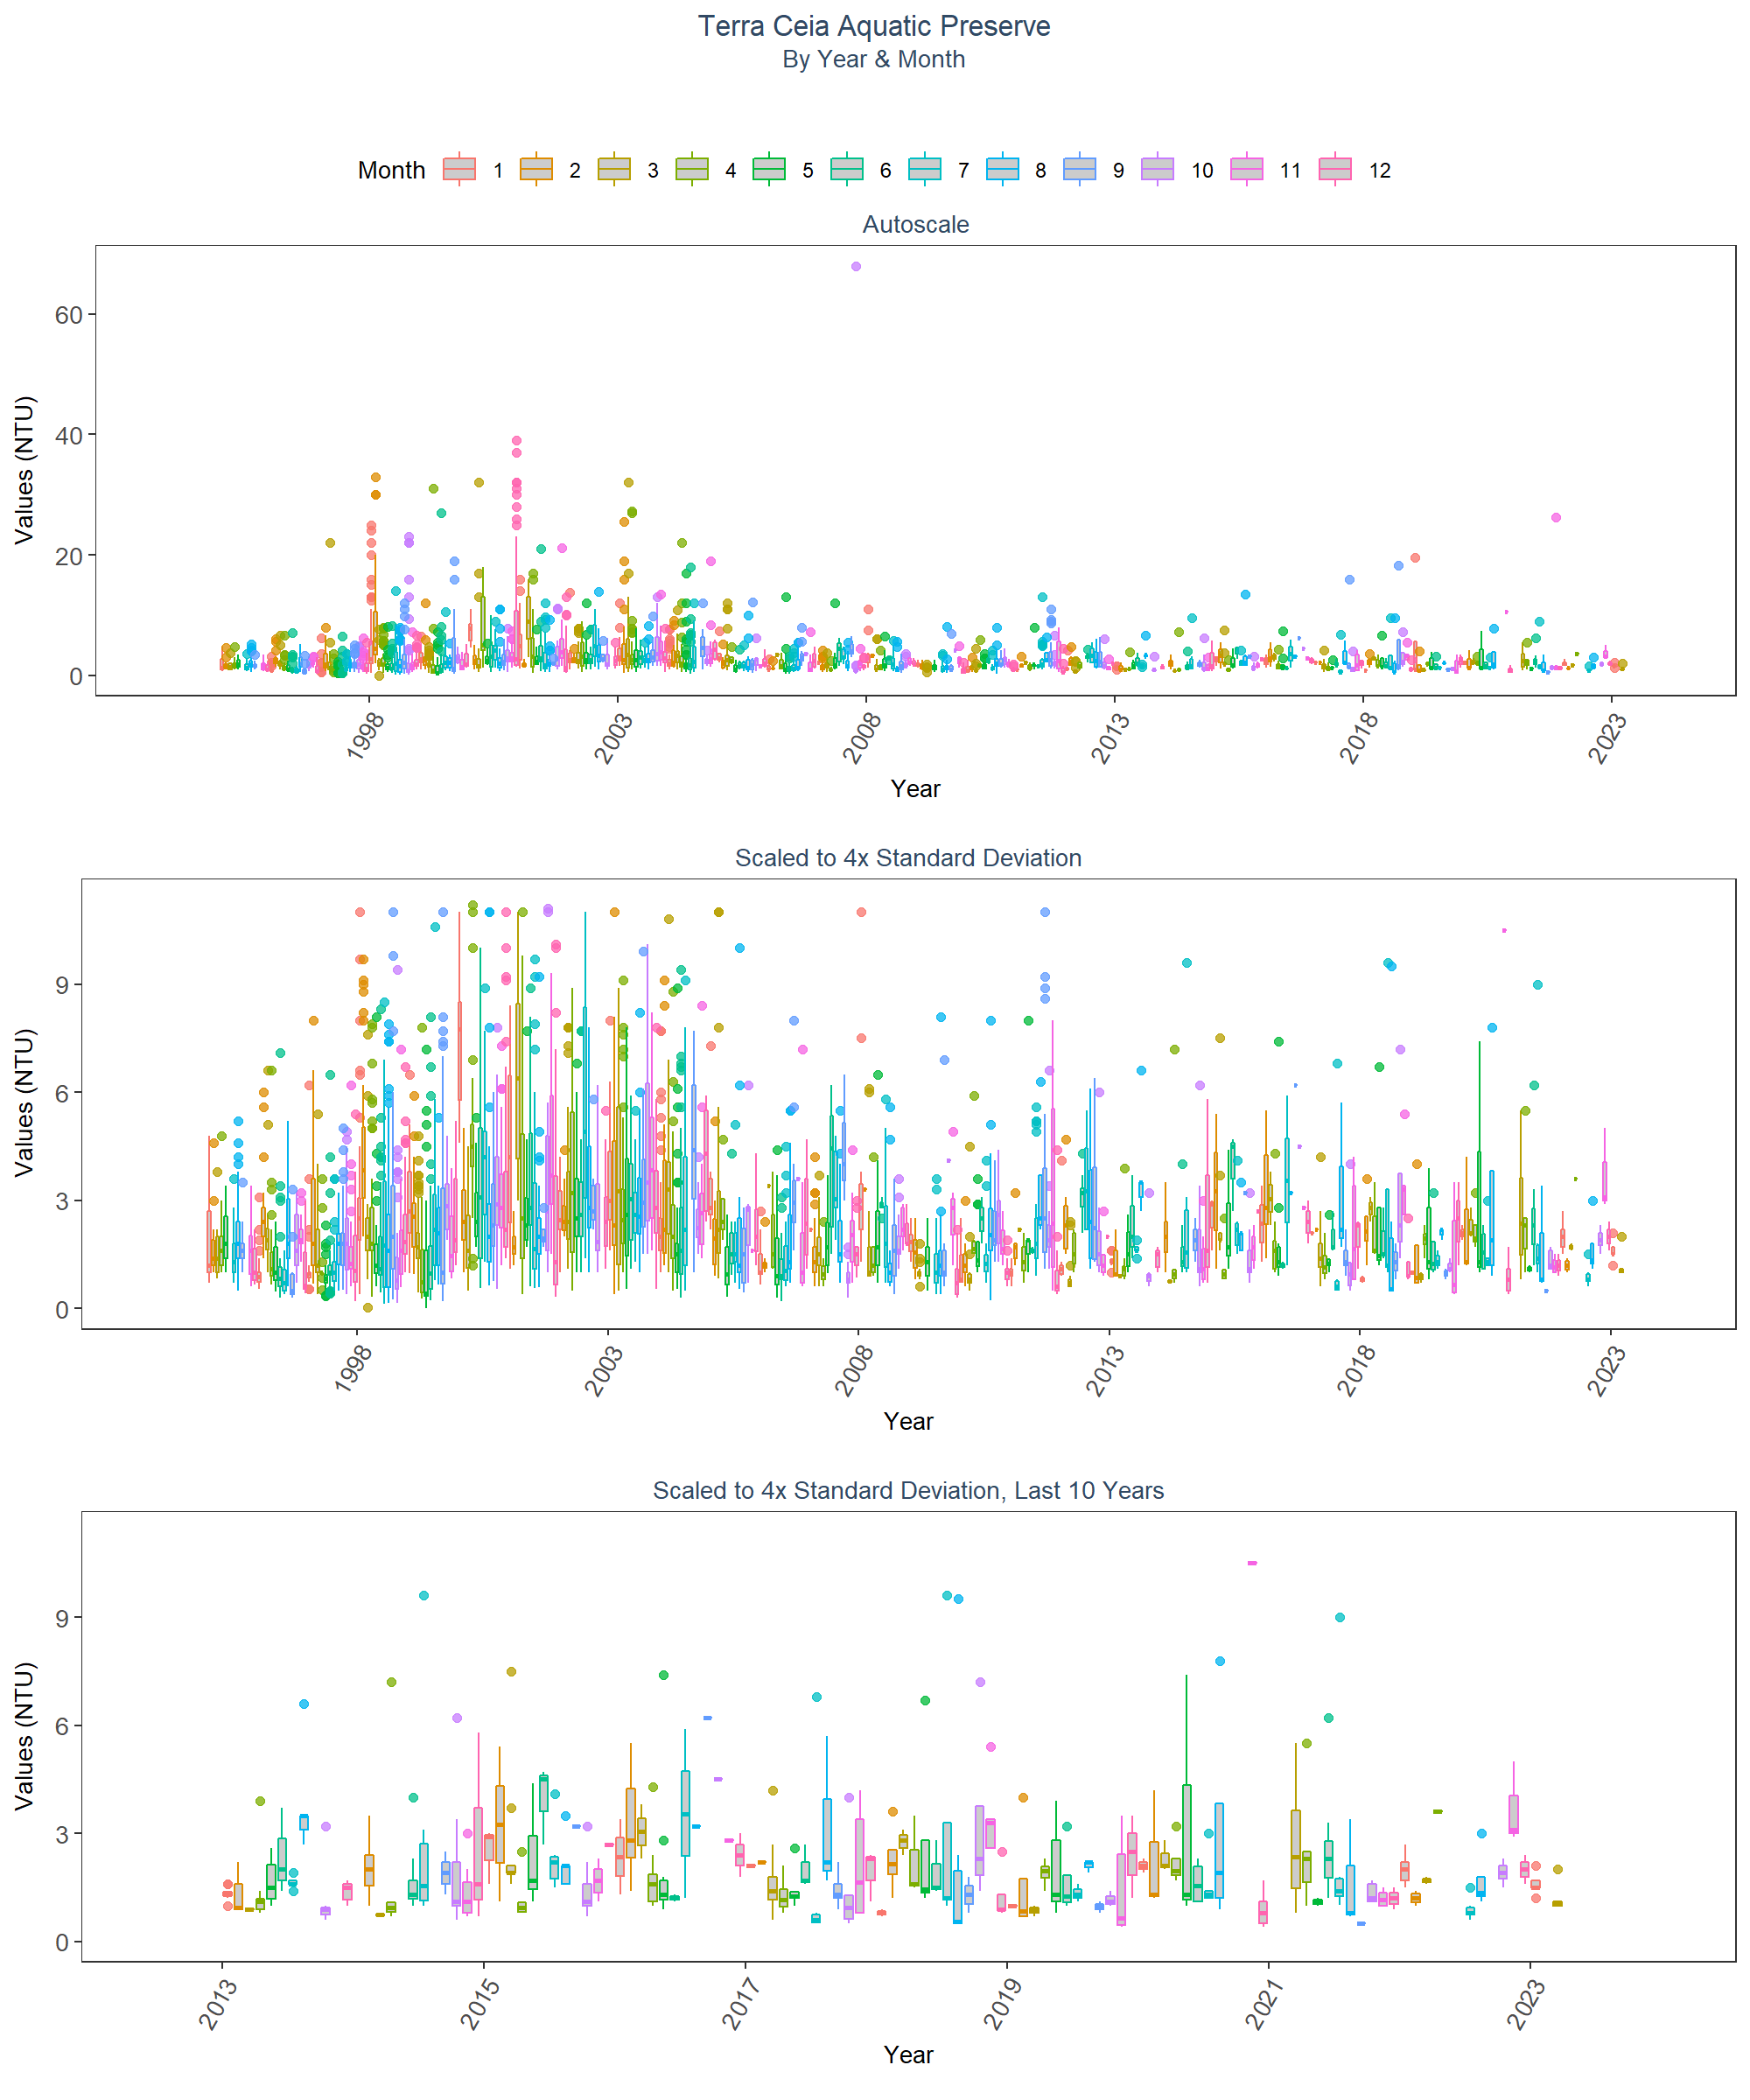 Terra Ceia Aquatic Preserve
By Year & Month
Month 1 2 3 4 5 6 7 8 9 10 11 12
Autoscale
Values (NTU)
60
40
20
0
1998 2003 2008 2013 2018 2023
Year
Scaled to 4x Standard Deviation
Values (NTU)
9
6
3
0
1998 2003 2008 2013 2018 2023
Year
Scaled to 4x Standard Deviation, Last 10 Years
Values (NTU)
9
6
3
0
2013 2015 2017 2019 2021 2023
Year